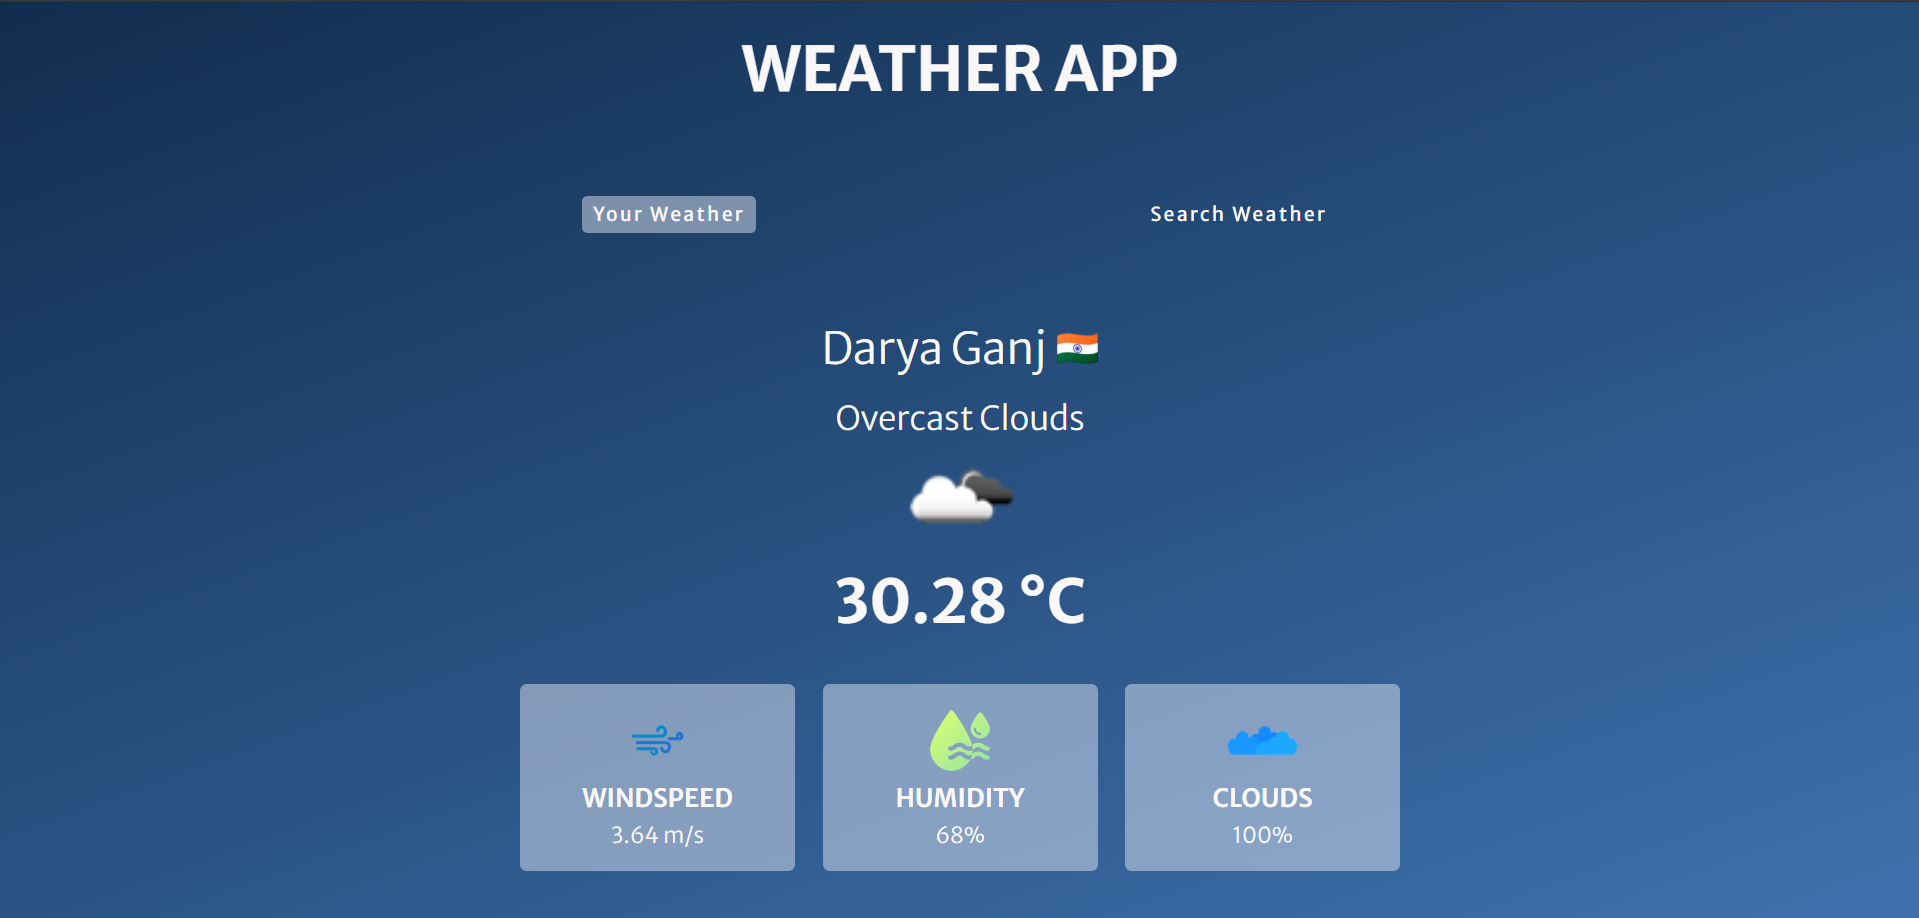 WEATHER APP
Your Weather
Search Weather
Darya Ganj
Overcast Clouds
30.28 °C
WINDSPEED
3.64 m/s
HUMIDITY
68%
CLOUDS
100%